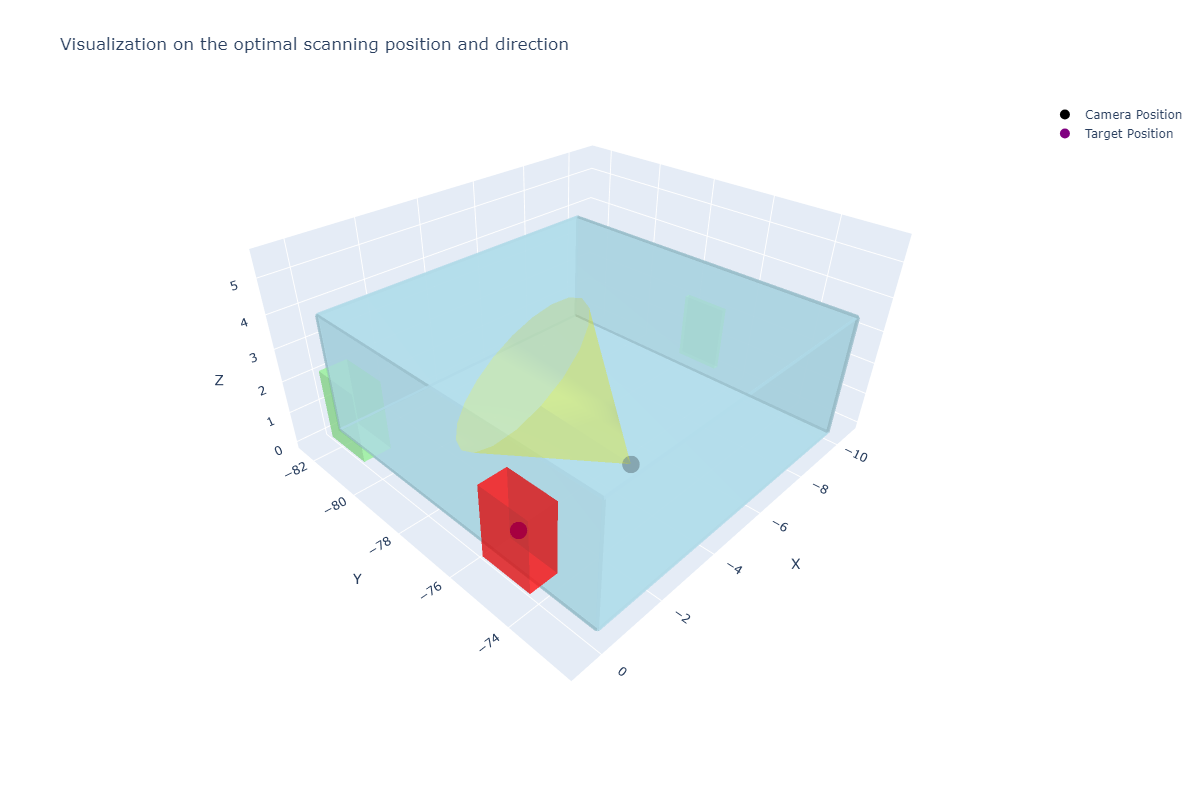 Visualization on the optimal scanning position and direction
Camera Position
Target Position
5
4
3
2
1
0
Z
−82
−80
−78
−76
−74
Y
−10
−8
−6
−4
−2
0
X